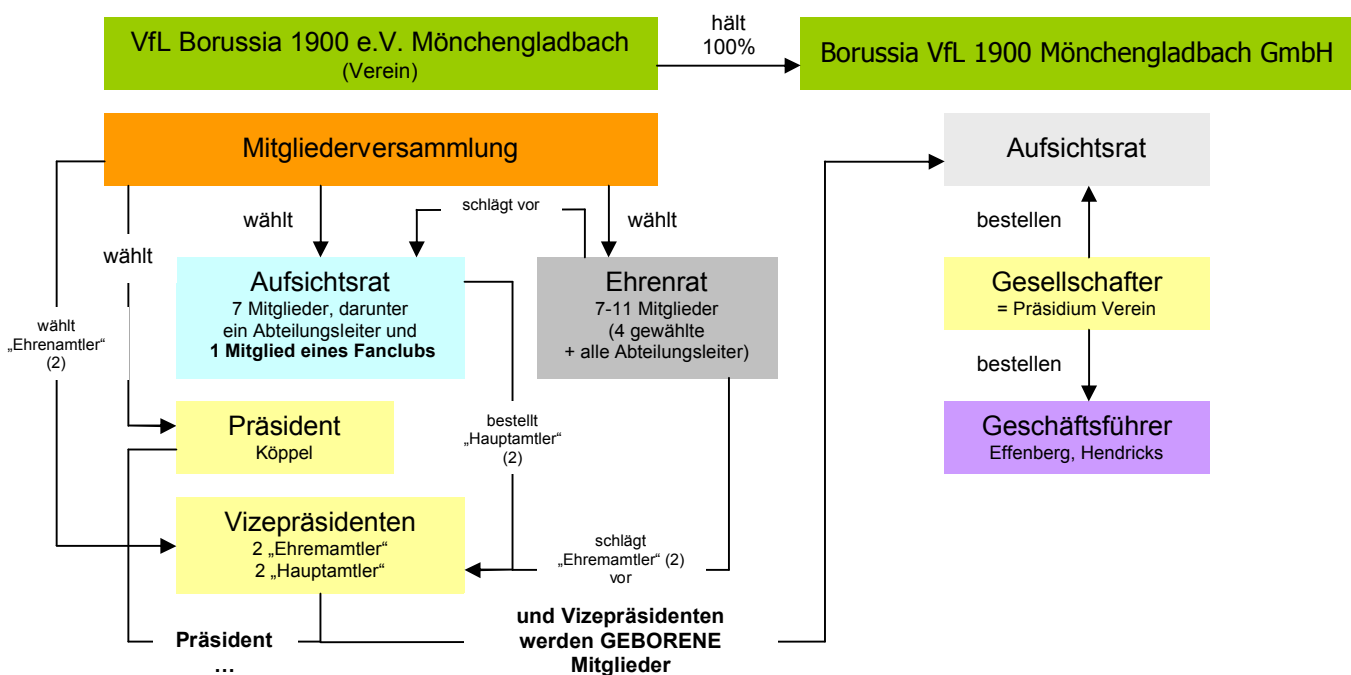 VfL Borussia 1900 e.V. Mönchengladbach
(Verein)
hält
100%
Borussia VfL 1900 Mönchengladbach GmbH
Mitgliederversammlung
Aufsichtsrat
wählt
schlägt vor
wählt
bestellen
wählt
Aufsichtsrat
7 Mitglieder, darunter
ein Abteilungsleiter und
1 Mitglied eines Fanclubs
Ehrenrat
7-11 Mitglieder
(4 gewählte
+ alle Abteilungsleiter)
Gesellschafter
= Präsidium Verein
wählt
„Ehrenamtler“
(2)
bestellen
Präsident
Köppel
bestellt
„Hauptamtler“
(2)
Geschäftsführer
Effenberg, Hendricks
Vizepräsidenten
2 „Ehremamtler“
2 „Hauptamtler“
schlägt
„Ehremamtler“ (2)
vor
Präsident
…
und Vizepräsidenten
werden GEBORENE
Mitglieder